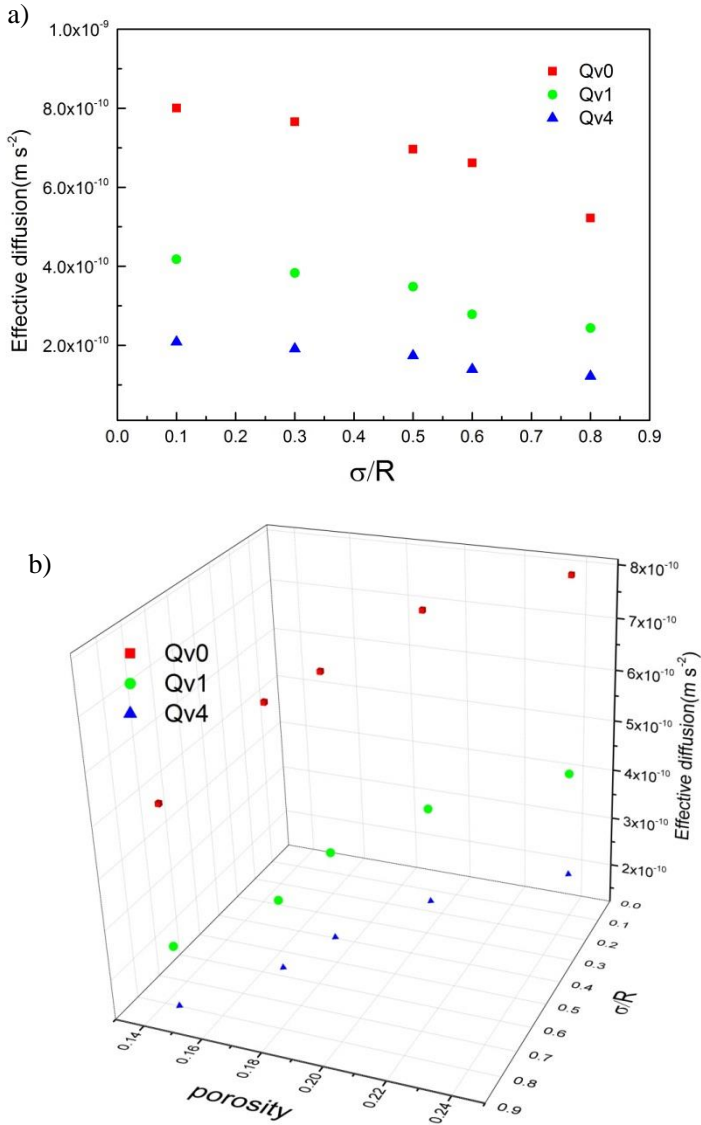 a)
1.0x10⁻⁹
8.0x10⁻¹⁰
6.0x10⁻¹⁰
4.0x10⁻¹⁰
2.0x10⁻¹⁰
Effective diffusion(m s⁻²)
Qv0
Qv1
Qv4
0.0 0.1 0.2 0.3 0.4 0.5 0.6 0.7 0.8 0.9
σ/R
b)
Qv0
Qv1
Qv4
8x10⁻¹⁰
7x10⁻¹⁰
6x10⁻¹⁰
5x10⁻¹⁰
4x10⁻¹⁰
3x10⁻¹⁰
2x10⁻¹⁰
Effective diffusion(m s⁻²)
0.0
0.1
0.2
0.3
0.4
0.5
0.6
0.7
0.8
0.9
σ/R
0.14 0.16 0.18 0.20 0.22 0.24
porosity